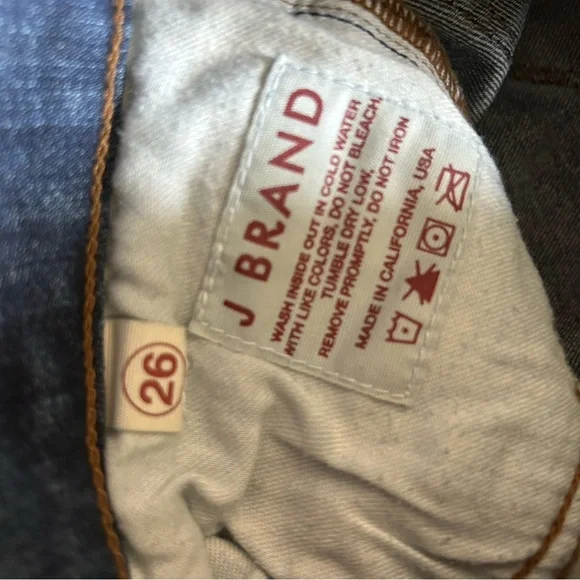 J BRAND
WASH INSIDE OUT IN COLD WATER
WITH LIKE COLORS, DO NOT BLEACH,
TUMBLE DRY LOW,
REMOVE PROMPTLY, DO NOT IRON
MADE IN CALIFORNIA, USA
26